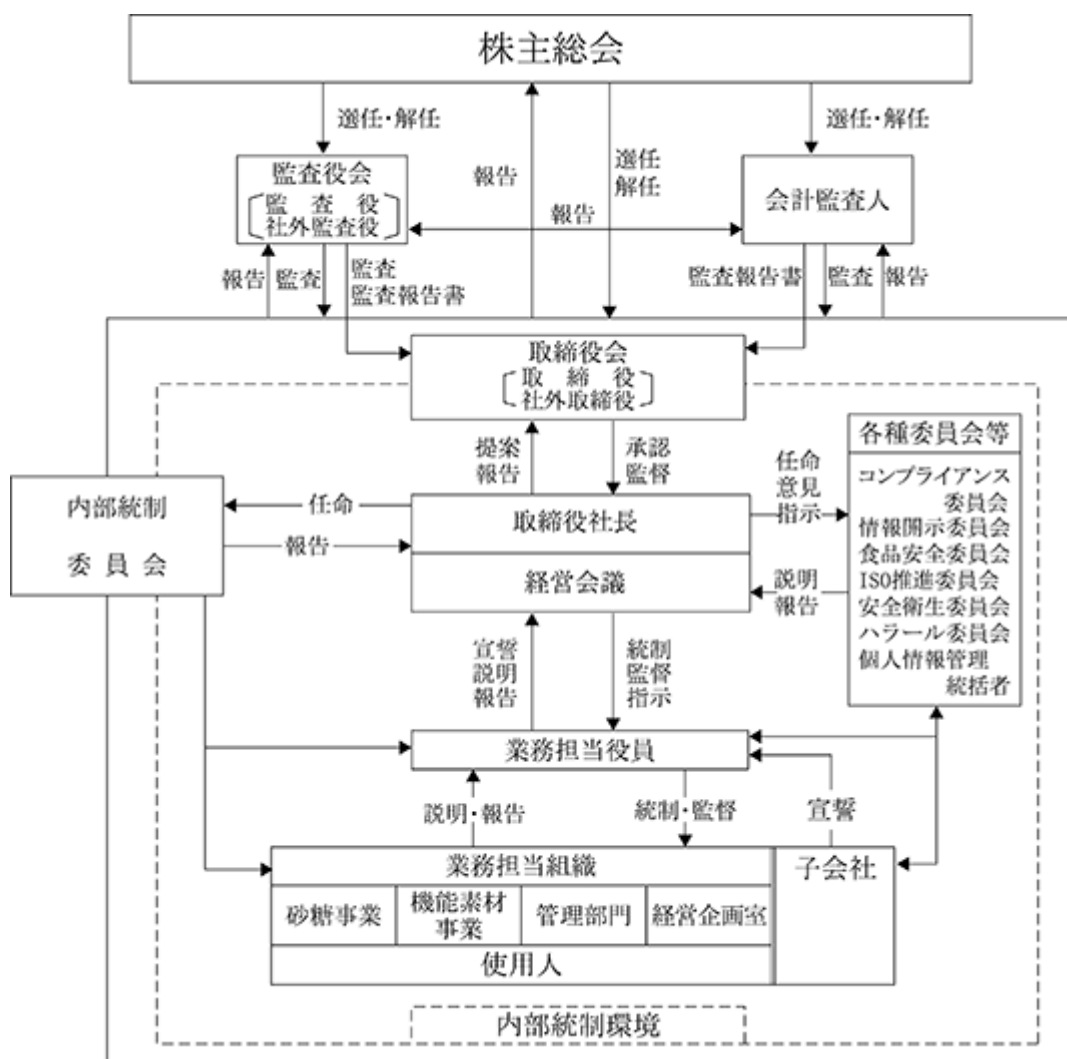 株主総会
選任・解任
選任
解任
選任・解任
報告
監査役会
監査役
社外監査役
報告
会計監査人
報告
監査
監査
監査報告書
監査報告書
監査
報告
取締役会
取締役
社外取締役
提案
報告
承認
監督
各種委員会等
コンプライアンス
委員会
情報開示委員会
食品安全委員会
ISO推進委員会
安全衛生委員会
ハラール委員会
個人情報管理
統括者
内部統制
委員会
任命
報告
取締役社長
経営会議
任命
意見
指示
説明
報告
宣誓
説明
報告
統制
監督
指示
業務担当役員
説明・報告
統制・監督
宣誓
業務担当組織
子会社
砂糖事業
機能素材
事業
管理部門
経営企画室
使用人
内部統制環境